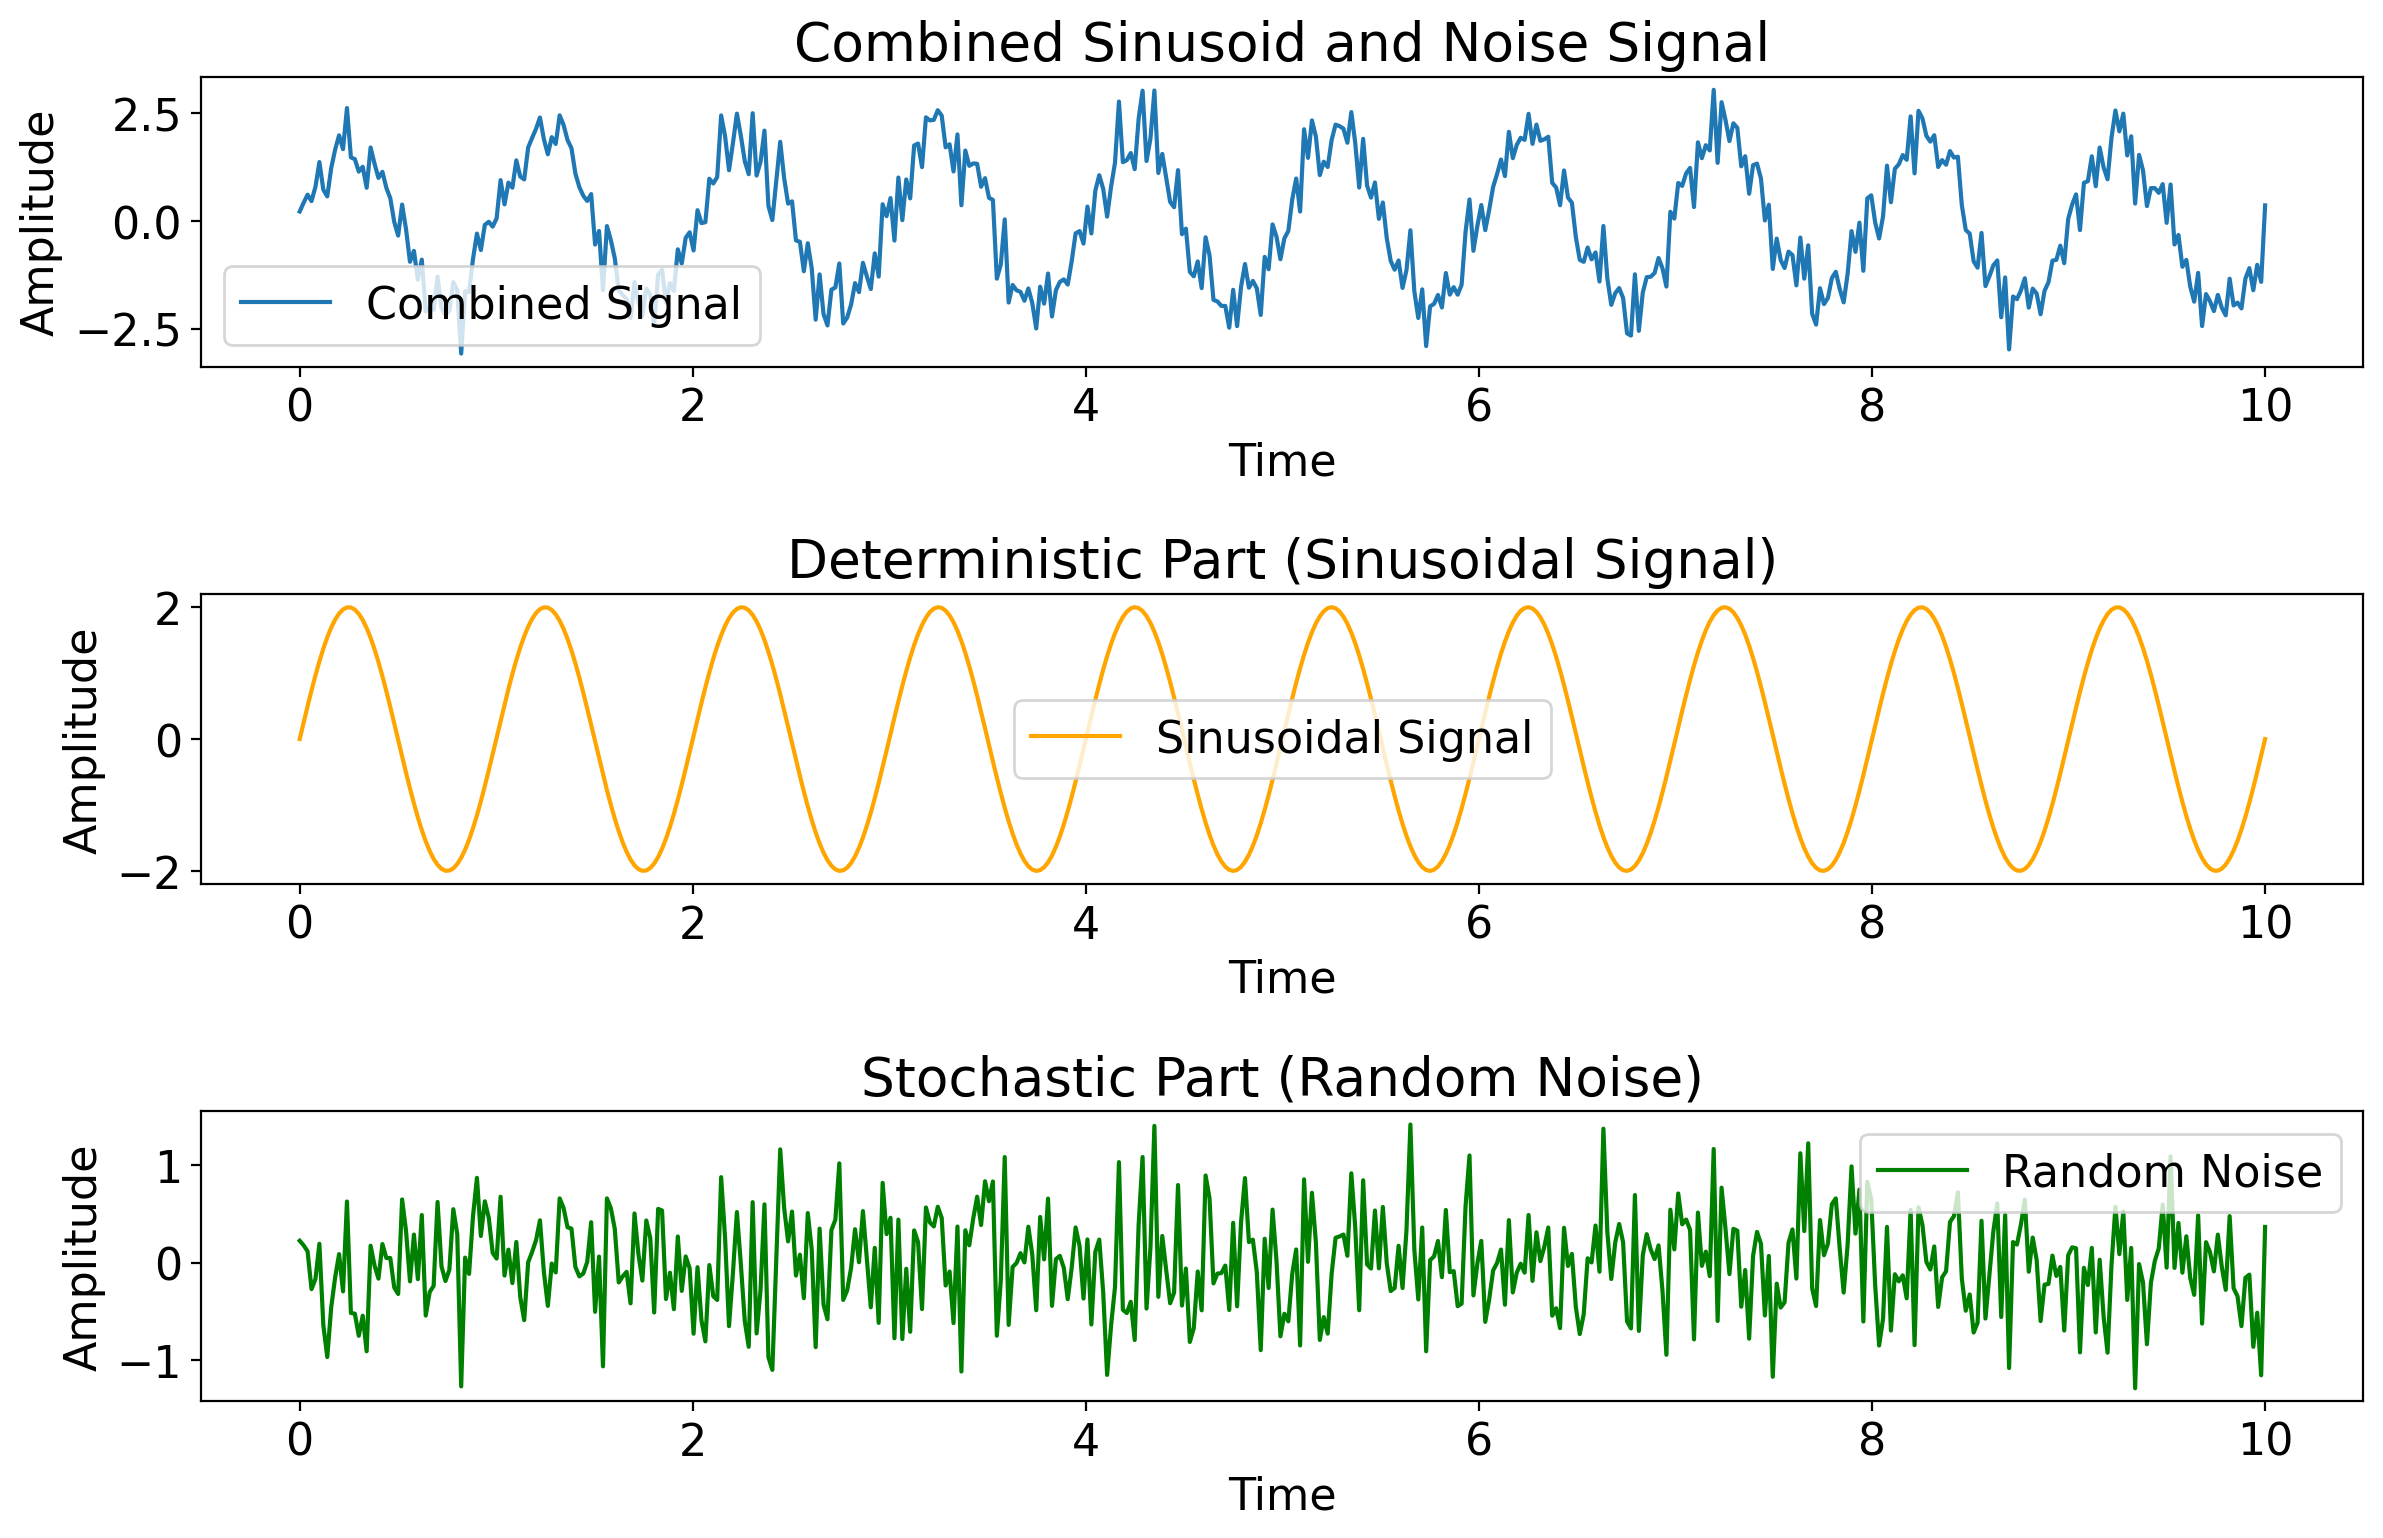 Combined Sinusoid and Noise Signal
Amplitude
2.5
0.0
−2.5
Combined Signal
0 2 4 6 8 10
Time
Deterministic Part (Sinusoidal Signal)
Amplitude
2
0
−2
Sinusoidal Signal
0 2 4 6 8 10
Time
Stochastic Part (Random Noise)
Amplitude
1
0
−1
Random Noise
0 2 4 6 8 10
Time